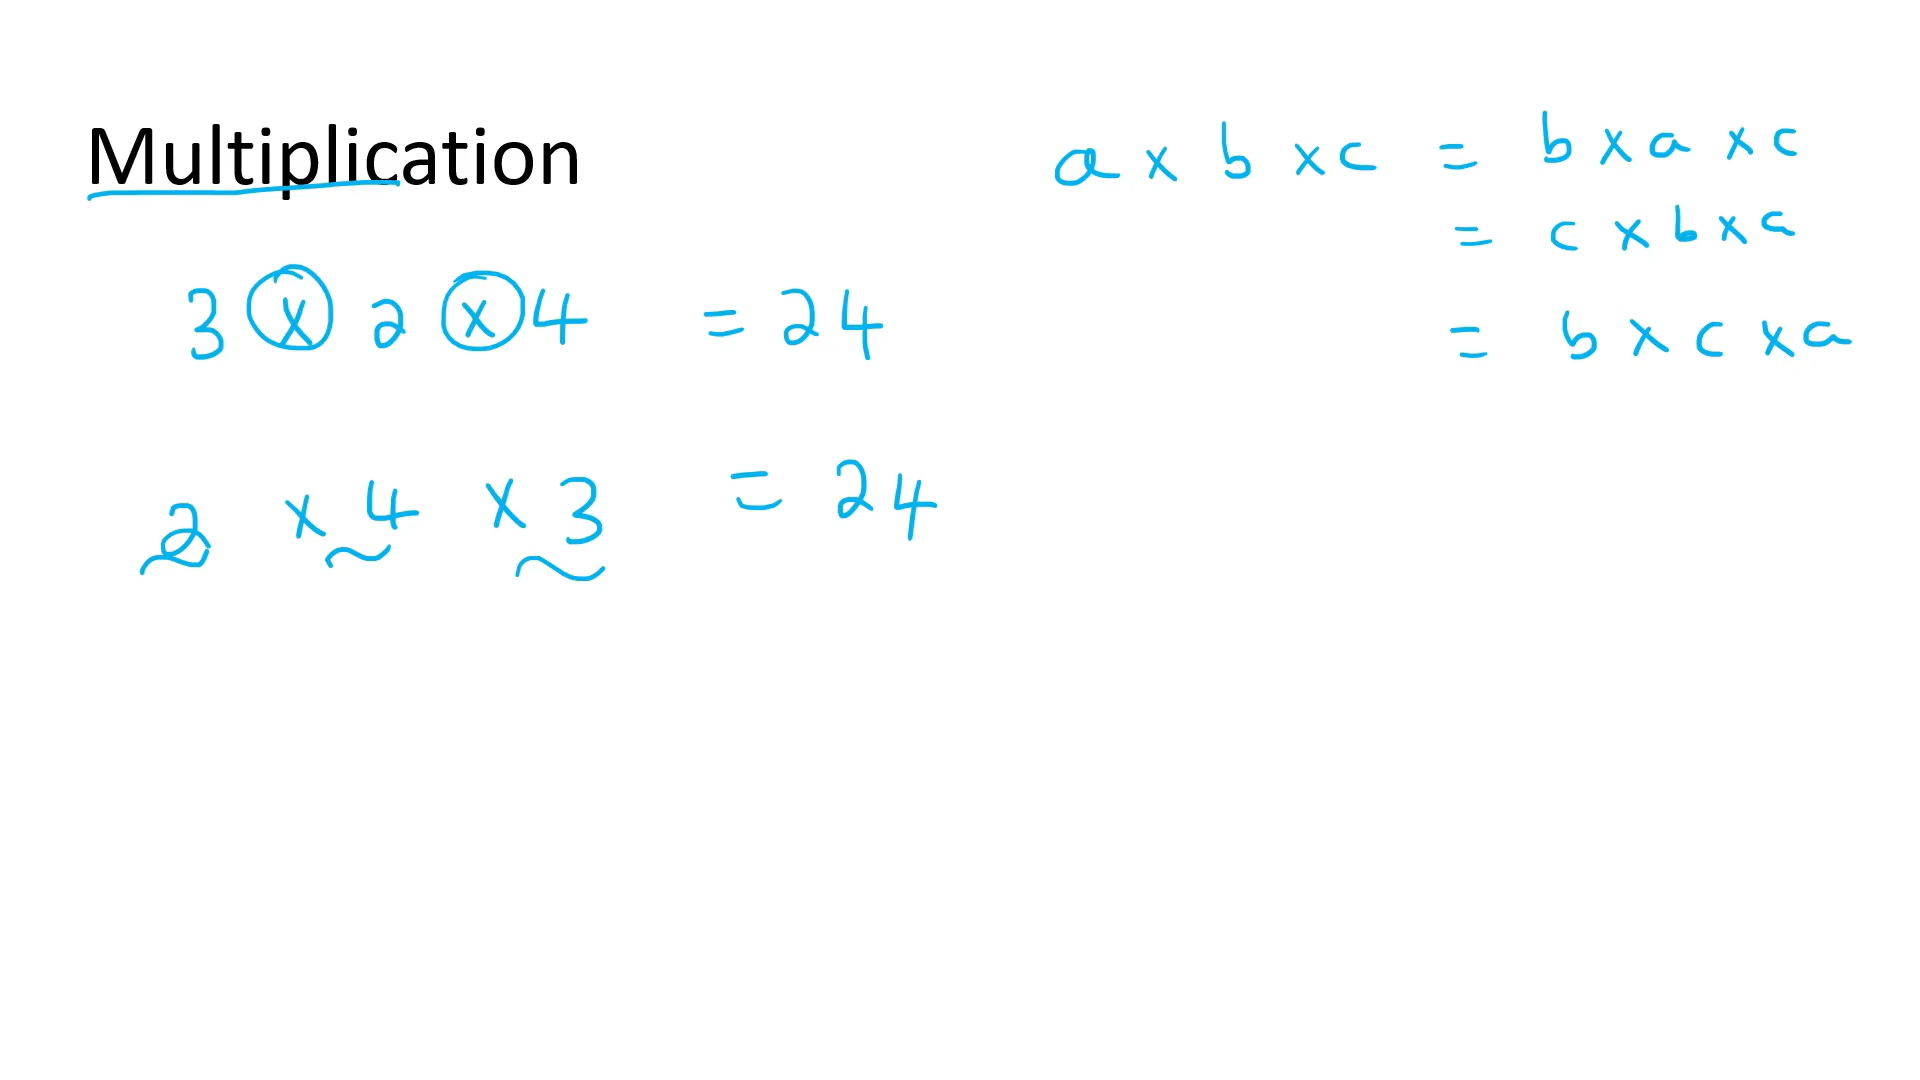 Multiplication
3 x 2 x 4 = 24
2 x 4 x 3 = 24
a x b x c = b x a x c
= c x b x a
= b x c x a